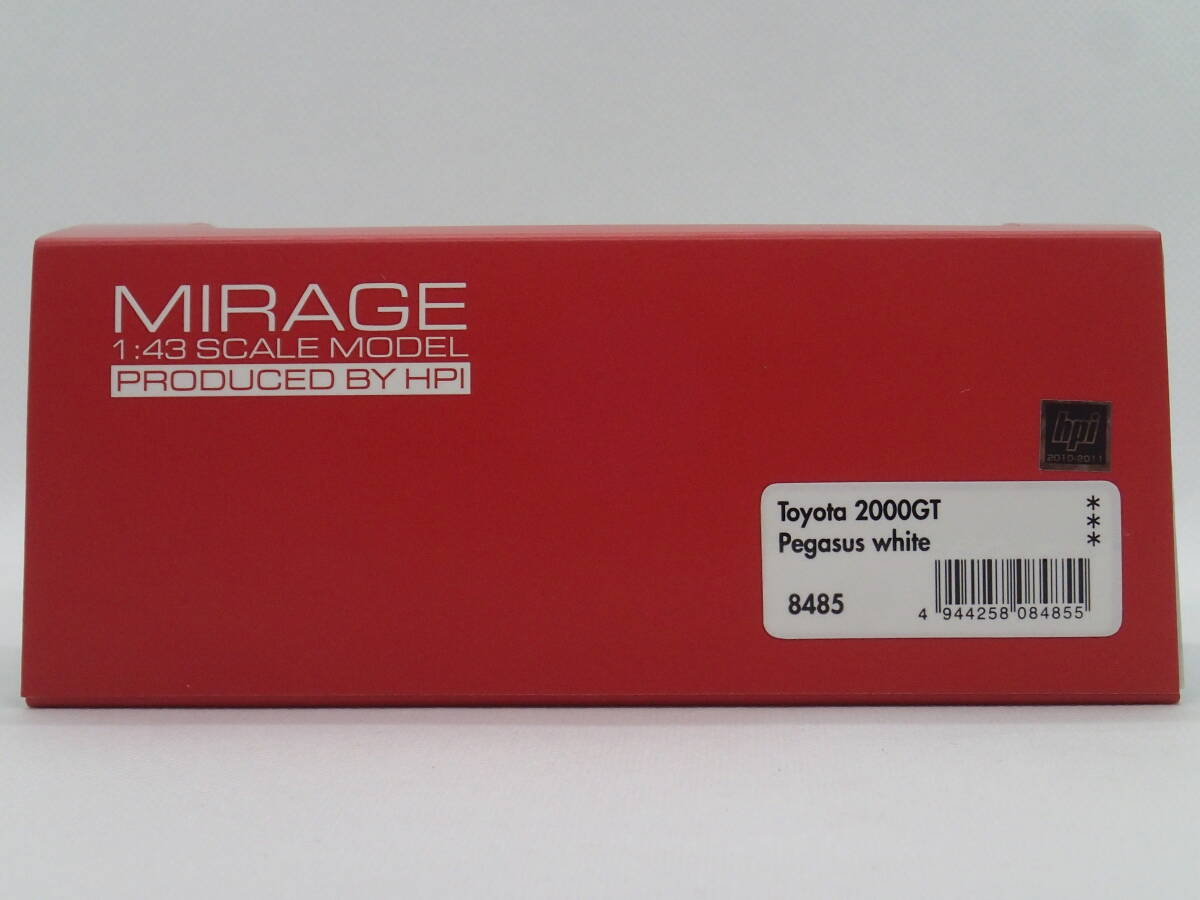 MIRAGE
1:43 SCALE MODEL
PRODUCED BY HPI
hpi
2010-2011
Toyota 2000GT
Pegasus white
***
8485
4 944258 084855